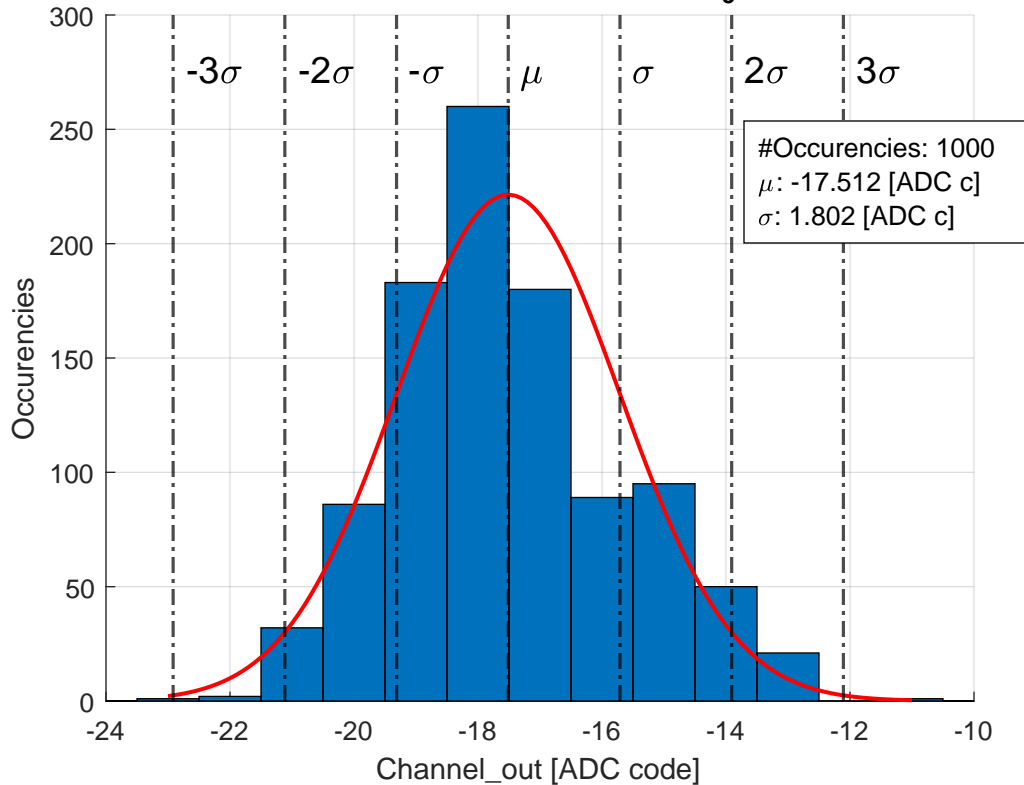 300
250
200
150
100
50
0
Occurencies
-3σ
-2σ
-σ
μ
σ
2σ
3σ
#Occurencies: 1000
μ: -17.512 [ADC c]
σ: 1.802 [ADC c]
-24
-22
-20
-18
-16
-14
-12
-10
Channel_out [ADC code]